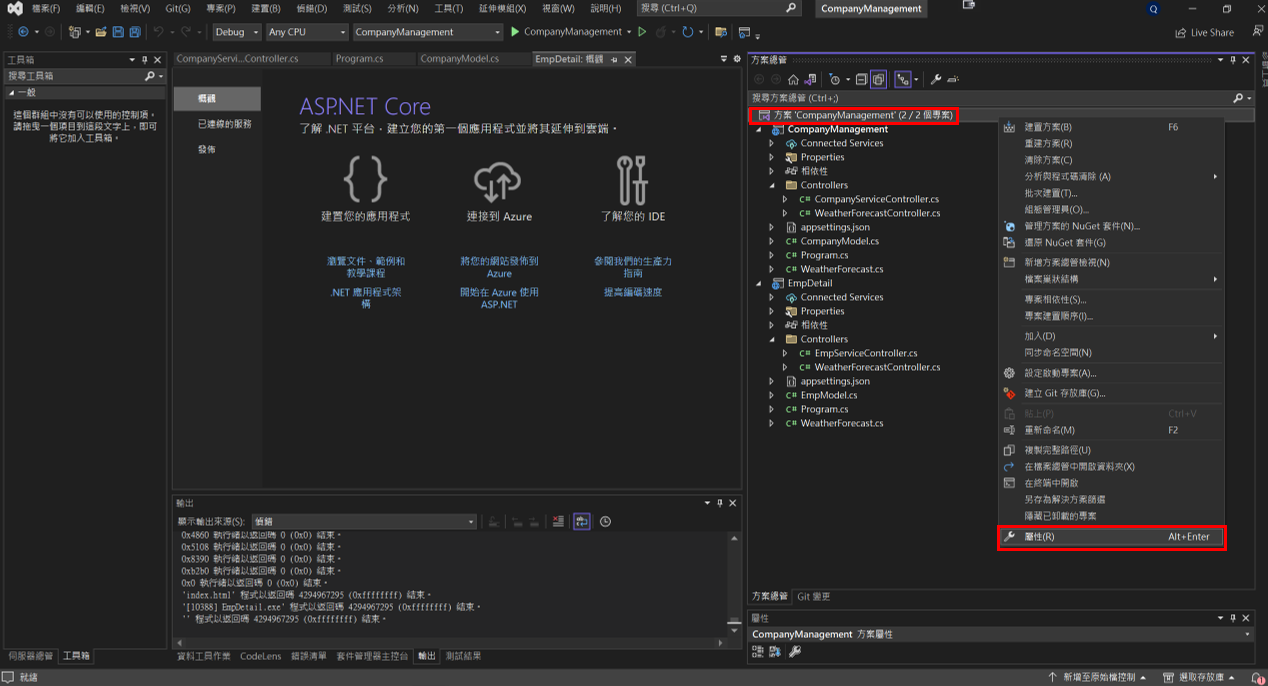 檔案(F) 編輯(E) 檢視(V) Git(G) 專案(P) 建置(B) 偵錯(D) 測試(S) 分析(N) 工具(T) 延伸模組(X) 視窗(W) 說明(H) 搜尋 (Ctrl+Q) CompanyManagement Q
Debug Any CPU CompanyManagement CompanyManagement Live Share
工具箱
搜尋工具箱
一般
這個群組中沒有可以使用的控制項。
請拖曳一個項目到這段文字上，即可
將它加入工具箱。
伺服器總管 工具箱
CompanyServi...Controller.cs Program.cs CompanyModel.cs EmpDetail: 概觀
概觀
已連線的服務
發佈
ASP.NET Core
了解 .NET 平台、建立您的第一個應用程式並將其延伸到雲端。
建置您的應用程式 連接到 Azure 了解您的 IDE
瀏覽文件、範例和
教學課程
.NET 應用程式架
構
將您的網站發佈到
Azure
開始在 Azure 使用
ASP.NET
參閱我們的生產力
指南
提高編碼速度
輸出
顯示輸出來源(S): 偵錯
0x4860 執行緒以返回碼 0 (0x0) 結束。
0x5108 執行緒以返回碼 0 (0x0) 結束。
0x8390 執行緒以返回碼 0 (0x0) 結束。
0xb2b0 執行緒以返回碼 0 (0x0) 結束。
0x0 執行緒以返回碼 0 (0x0) 結束。
'index.html' 程式以返回碼 4294967295 (0xffffffff) 結束。
'[10388] EmpDetail.exe' 程式以返回碼 4294967295 (0xffffffff) 結束。
'' 程式以返回碼 4294967295 (0xffffffff) 結束。
資料工具作業 CodeLens 錯誤清單 套件管理器主控台 輸出 測試結果
方案總管
搜尋方案總管 (Ctrl+;)
方案 'CompanyManagement' (2 / 2 個專案)
CompanyManagement
Connected Services
Properties
相依性
Controllers
C# CompanyServiceController.cs
C# WeatherForecastController.cs
appsettings.json
C# CompanyModel.cs
C# Program.cs
C# WeatherForecast.cs
EmpDetail
Connected Services
Properties
相依性
Controllers
C# EmpServiceController.cs
C# WeatherForecastController.cs
appsettings.json
C# EmpModel.cs
C# Program.cs
C# WeatherForecast.cs
建置方案(B) F6
重建方案(R)
清除方案(C)
分析與程式碼清除 (A)
批次建置(T)...
組態管理員(O)...
管理方案的 NuGet 套件(N)...
還原 NuGet 套件(G)
新增方案總管檢視(N)
檔案巢狀結構
專案相依性(S)...
專案建置順序(I)...
加入(D)
同步命名空間(N)
設定啟動專案(A)...
建立 Git 存放庫(G)...
貼上(P) Ctrl+V
重新命名(M) F2
複製完整路徑(U)
在檔案總管中開啟資料夾(X)
在終端中開啟
另存為解決方案篩選
隱藏已卸載的專案
屬性(R) Alt+Enter
方案總管 Git 變更
屬性
CompanyManagement 方案屬性
就緒 新增至原始檔控制 選取存放庫 1